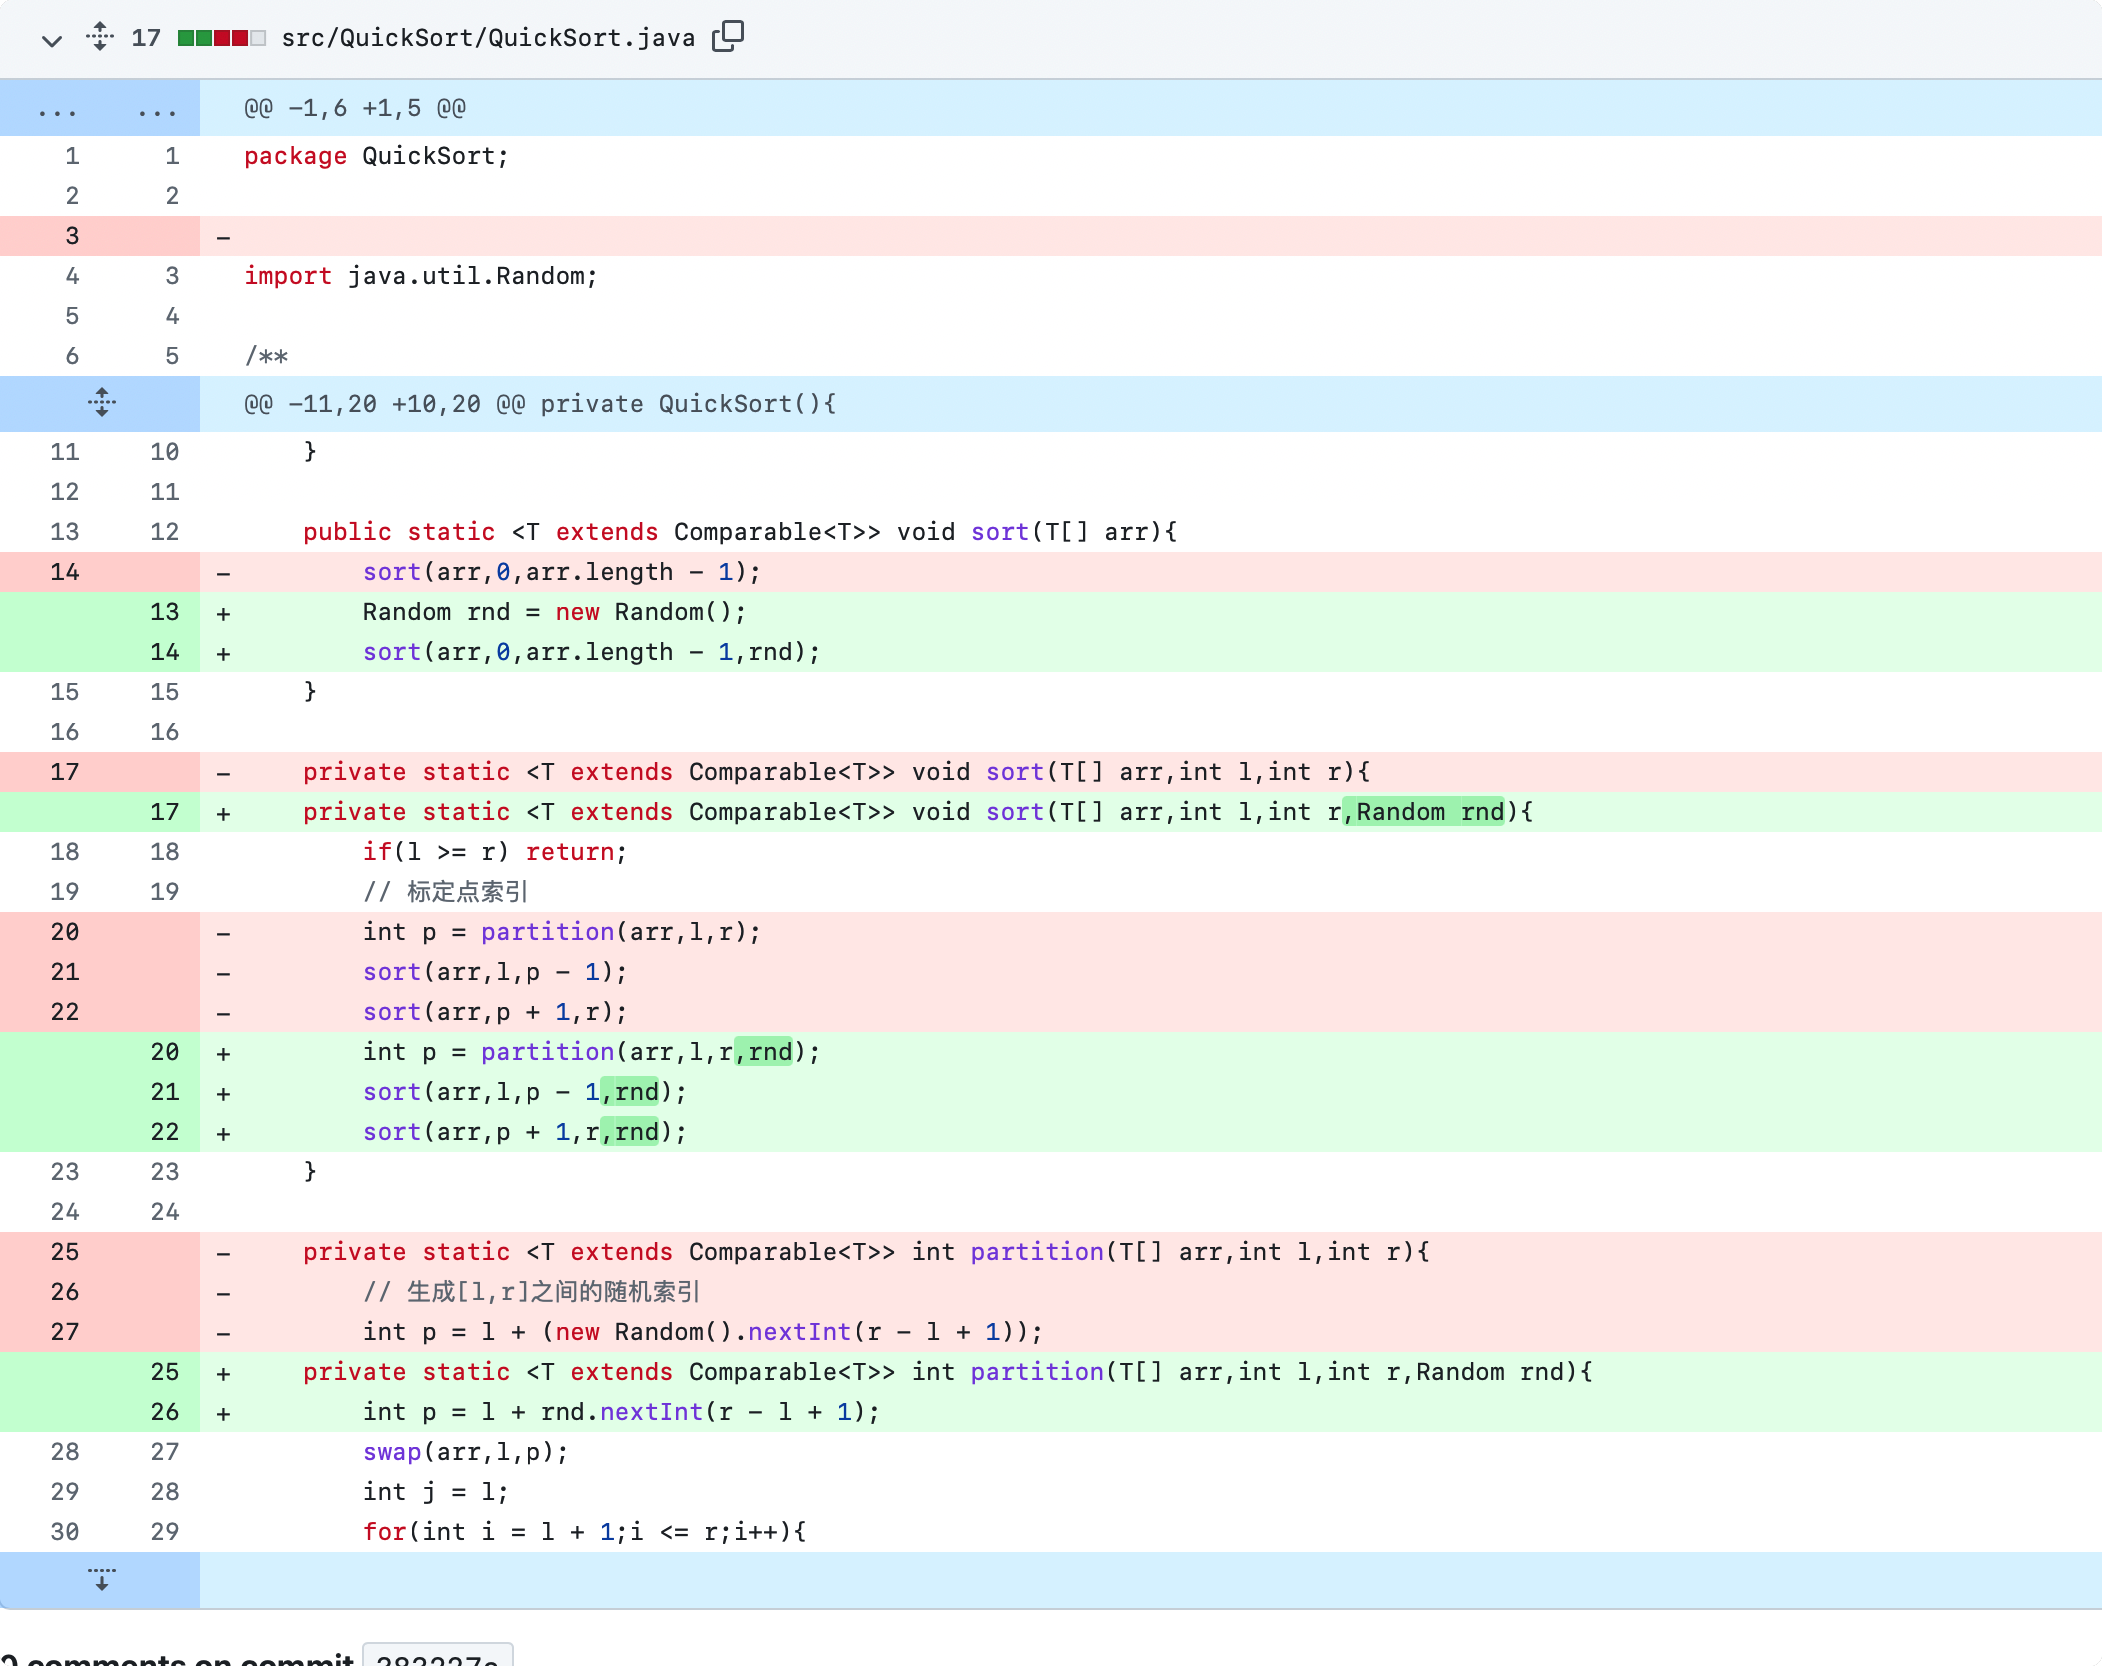 17 src/QuickSort/QuickSort.java
... ... @@ -1,6 +1,5 @@
1 1 package QuickSort;
2 2
3 -
4 3 import java.util.Random;
5 4
6 5 /**
@@ -11,20 +10,20 @@ private QuickSort(){
11 10 }
12 11
13 12 public static <T extends Comparable<T>> void sort(T[] arr){
14 - sort(arr,0,arr.length - 1);
13 + Random rnd = new Random();
14 + sort(arr,0,arr.length - 1,rnd);
15 15 }
16 16
17 - private static <T extends Comparable<T>> void sort(T[] arr,int l,int r){
17 + private static <T extends Comparable<T>> void sort(T[] arr,int l,int r,Random rnd){
18 18 if(l >= r) return;
19 19 // 标定点索引
20 - int p = partition(arr,l,r);
21 - sort(arr,l,p - 1);
22 - sort(arr,p + 1,r);
20 + int p = partition(arr,l,r,rnd);
21 + sort(arr,l,p - 1,rnd);
22 + sort(arr,p + 1,r,rnd);
23 23 }
24 24
25 - private static <T extends Comparable<T>> int partition(T[] arr,int l,int r){
26 - // 生成[l,r]之间的随机索引
27 - int p = l + (new Random().nextInt(r - l + 1));
25 + private static <T extends Comparable<T>> int partition(T[] arr,int l,int r,Random rnd){
26 + int p = l + rnd.nextInt(r - l + 1);
28 27 swap(arr,l,p);
29 28 int j = l;
30 29 for(int i = l + 1;i <= r;i++){
comments on commit